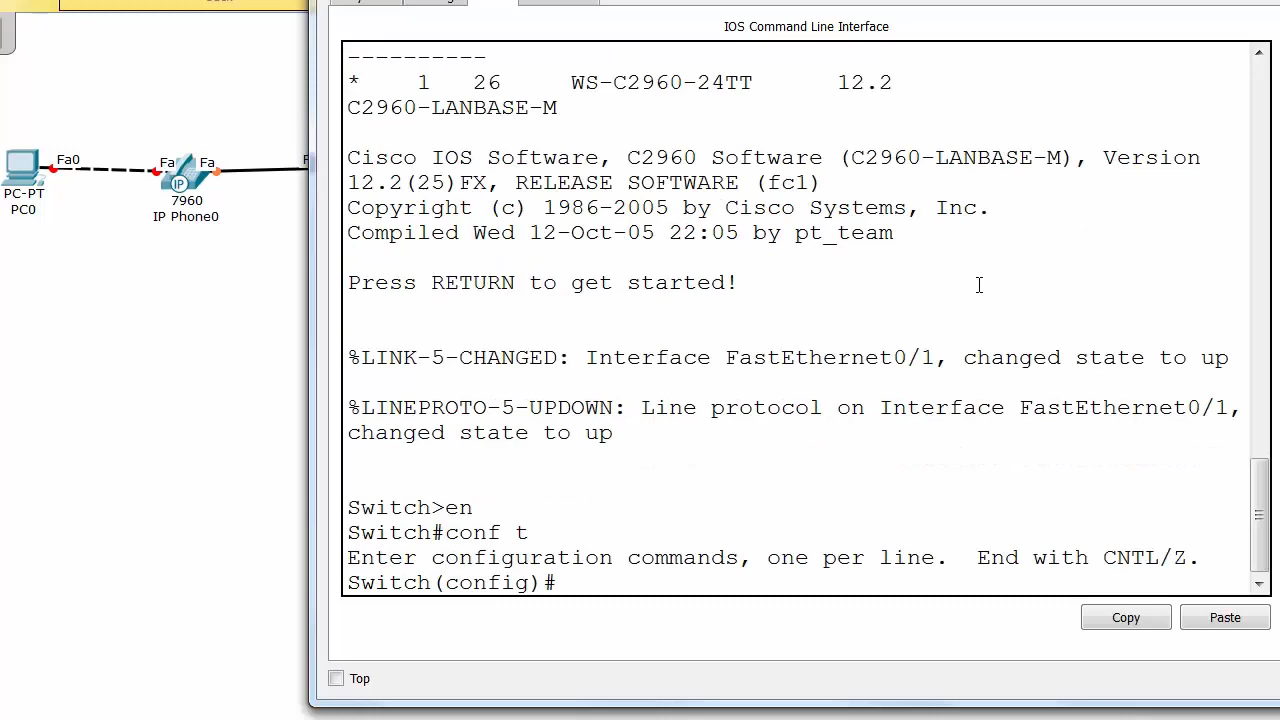 IOS Command Line Interface
----------
* 1 26 WS-C2960-24TT 12.2
C2960-LANBASE-M
Cisco IOS Software, C2960 Software (C2960-LANBASE-M), Version
12.2(25)FX, RELEASE SOFTWARE (fc1)
Copyright (c) 1986-2005 by Cisco Systems, Inc.
Compiled Wed 12-Oct-05 22:05 by pt_team
Press RETURN to get started!
%LINK-5-CHANGED: Interface FastEthernet0/1, changed state to up
%LINEPROTO-5-UPDOWN: Line protocol on Interface FastEthernet0/1,
changed state to up
Switch>en
Switch#conf t
Enter configuration commands, one per line.  End with CNTL/Z.
Switch(config)#
Copy
Paste
Top
Fa0
Fa
Fa
PC-PT
PC0
IP
7960
IP Phone0